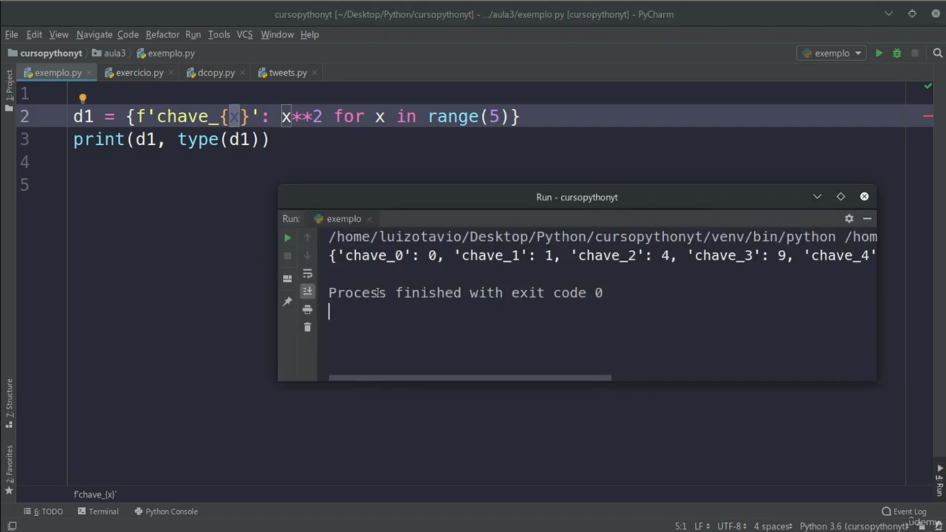 cursopythonyt [~/Desktop/Python/cursopythonyt] - .../aula3/exemplo.py [cursopythonyt] - PyCharm
File Edit View Navigate Code Refactor Run Tools VCS Window Help
cursopythonyt aula3 exemplo.py exemplo
exemplo.py exercicio.py dcopy.py tweets.py
1: Project
1
2 d1 = {f'chave_{x}': x**2 for x in range(5)}
3 print(d1, type(d1))
4
5
Run - cursopythonyt
Run: exemplo
/home/luizotavio/Desktop/Python/cursopythonyt/venv/bin/python /hom
{'chave_0': 0, 'chave_1': 1, 'chave_2': 4, 'chave_3': 9, 'chave_4'
Process finished with exit code 0
7: Structure
2: Favorites
4: Run
f'chave_{x}'
6: TODO Terminal Python Console Event Log
5:1 LF UTF-8 4 spaces Python 3.6 (cursopythonyt)
udemy